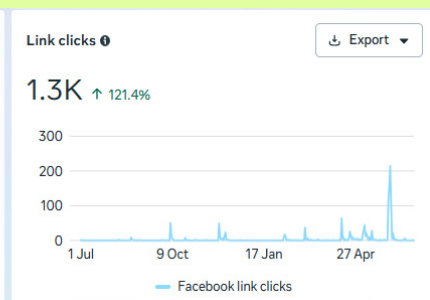 Link clicks
Export
1.3K ↑ 121.4%
300
200
100
0
1 Jul 9 Oct 17 Jan 27 Apr
Facebook link clicks